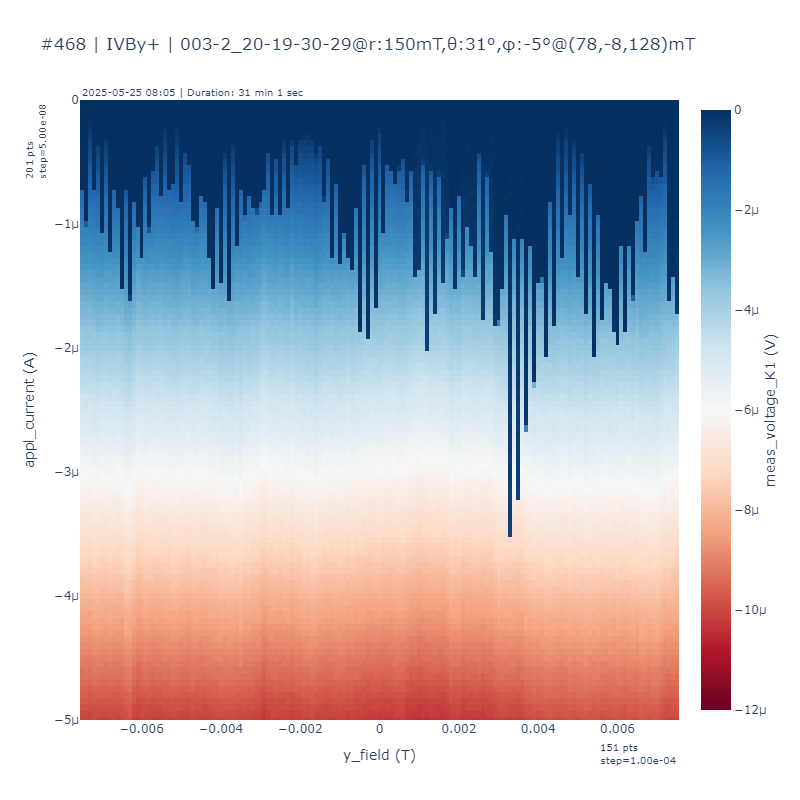 #468 | IVBy+ | 003-2_20-19-30-29@r:150mT,θ:31°,φ:-5°@(78,-8,128)mT
2025-05-25 08:05 | Duration: 31 min 1 sec
201 pts
step=5.00e-08
0
−1μ
−2μ
−3μ
−4μ
−5μ
appl_current (A)
−0.006
−0.004
−0.002
0
0.002
0.004
0.006
y_field (T)
151 pts
step=1.00e-04
0
−2μ
−4μ
−6μ
−8μ
−10μ
−12μ
meas_voltage_K1 (V)